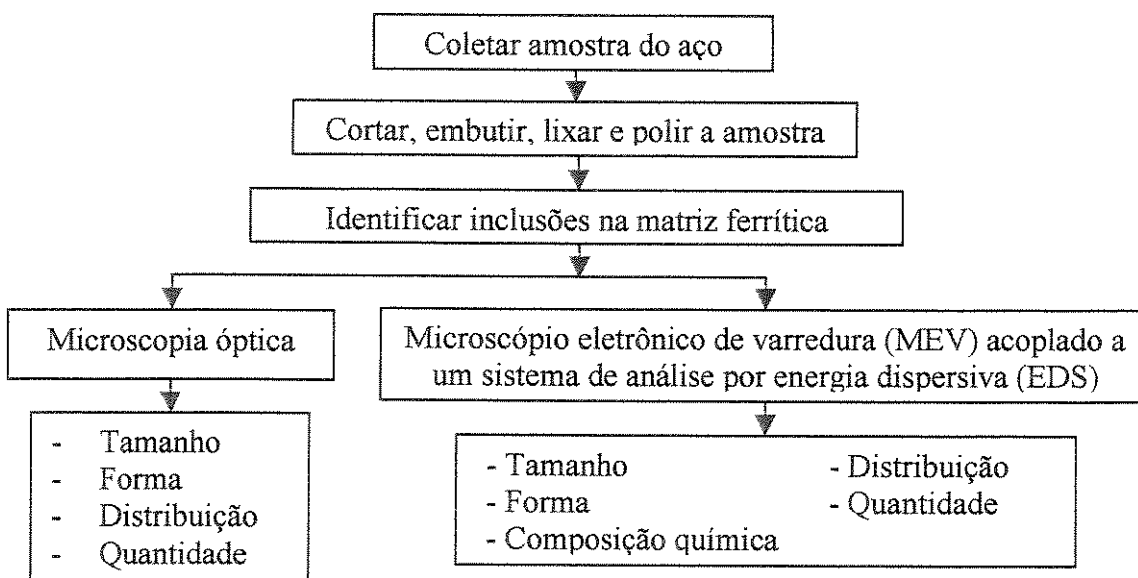 Coletar amostra do aço
Cortar, embutir, lixar e polir a amostra
Identificar inclusões na matriz ferrítica
Microscopia óptica
- Tamanho
- Forma
- Distribuição
- Quantidade
Microscópio eletrônico de varredura (MEV) acoplado a
um sistema de análise por energia dispersiva (EDS)
- Tamanho - Distribuição
- Forma - Quantidade
- Composição química